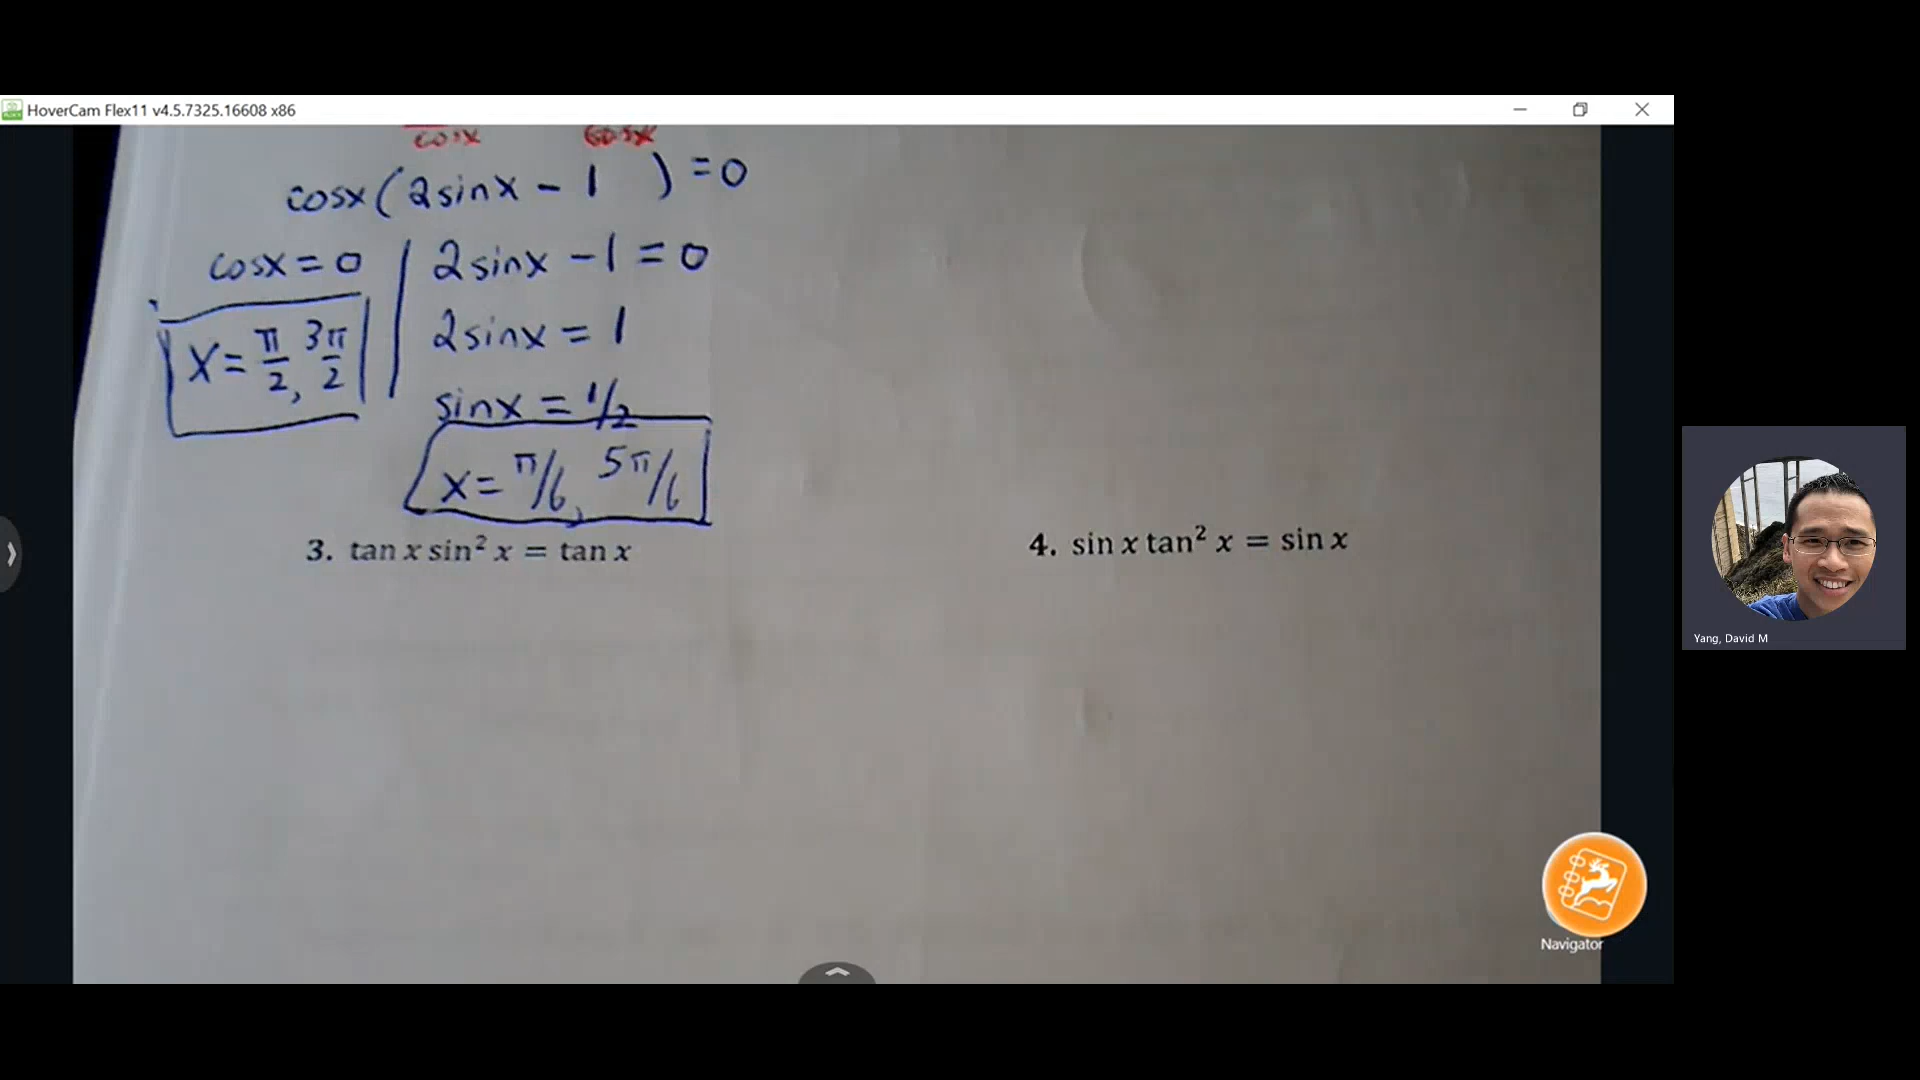 HoverCam Flex11 v4.5.7325.16608 x86
cosx cosx
cosx(2sinx - 1 ) = 0
cosx = 0 | 2sinx - 1 = 0
2sinx = 1
x = π/2, 3π/2
sinx = 1/2
x = π/6, 5π/6
3. tan x sin² x = tan x
4. sin x tan² x = sin x
Yang, David M
Navigator